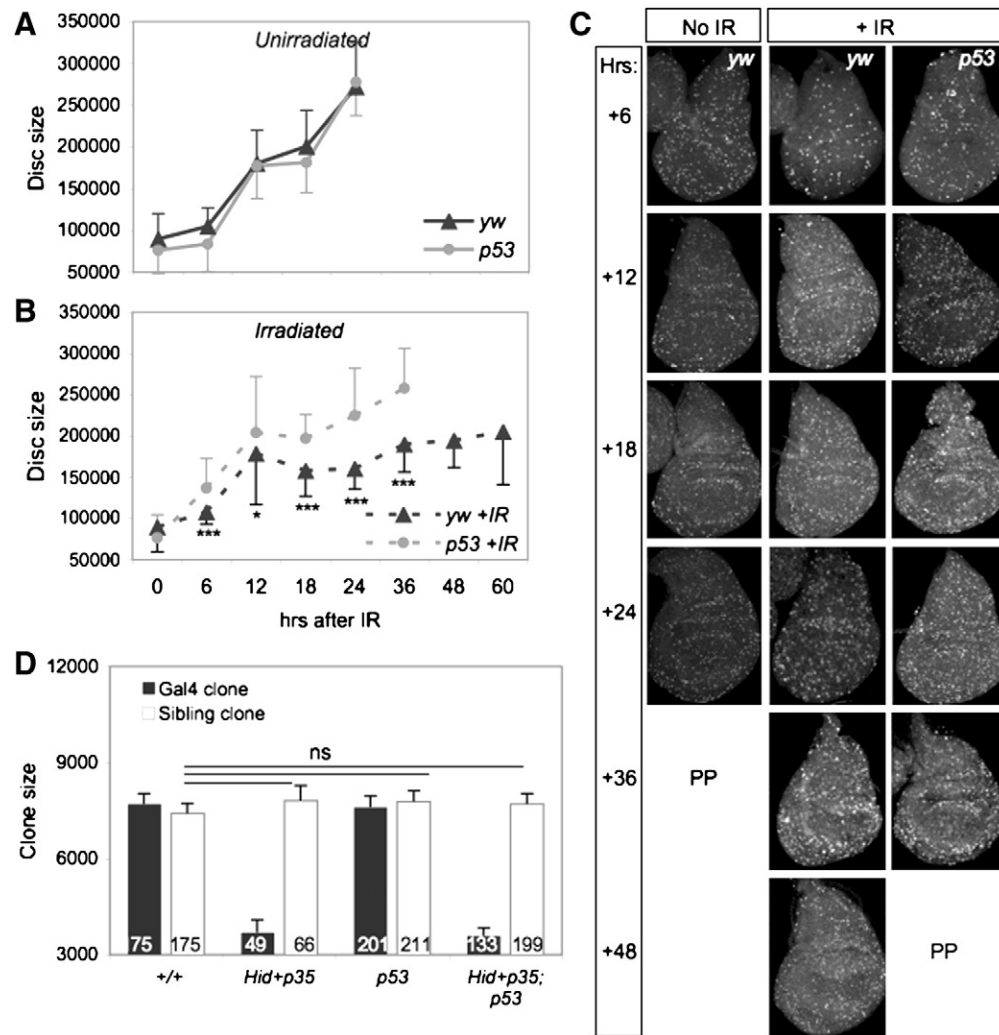 A
350000
300000
250000
200000
150000
100000
50000
Disc size
Unirradiated
yw
p53
B
350000
300000
250000
200000
150000
100000
50000
Disc size
Irradiated
***
*
***
***
***
yw +IR
p53 +IR
0 6 12 18 24 36 48 60
hrs after IR
C
No IR
+ IR
Hrs:
yw
yw
p53
+6
+12
+18
+24
+36
PP
+48
PP
D
12000
9000
6000
3000
Clone size
Gal4 clone
Sibling clone
ns
75 175 49 66 201 211 133 199
+/+ Hid+p35 p53 Hid+p35;
p53